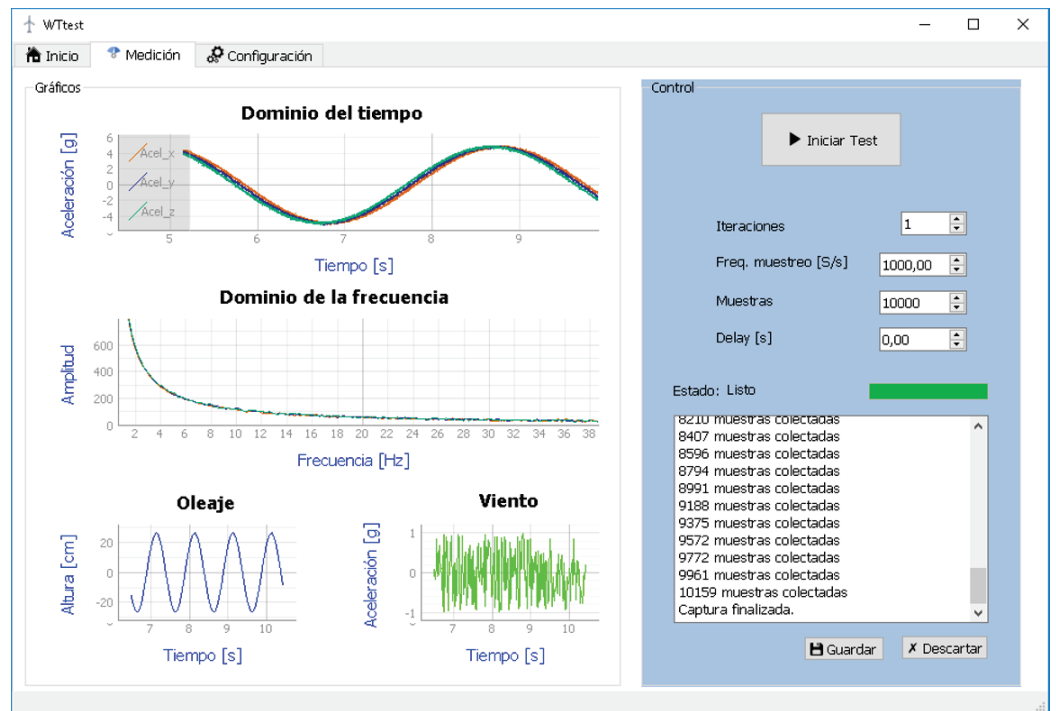 WTtest
Inicio
Medición
Configuración
Gráficos
Dominio del tiempo
Aceleración [g]
6
4
2
0
-2
-4
Acel_x
Acel_y
Acel_z
5 6 7 8 9
Tiempo [s]
Dominio de la frecuencia
Amplitud
600
400
200
0
2 4 6 8 10 12 14 16 18 20 22 24 26 28 30 32 34 36 38
Frecuencia [Hz]
Oleaje
Altura [cm]
20
0
-20
7 8 9 10
Tiempo [s]
Viento
Aceleración [g]
1
0
-1
7 8 9 10
Tiempo [s]
Control
Iniciar Test
Iteraciones 1
Freq. muestreo [S/s] 1000,00
Muestras 10000
Delay [s] 0,00
Estado: Listo
8210 muestras colectadas
8407 muestras colectadas
8596 muestras colectadas
8794 muestras colectadas
8991 muestras colectadas
9188 muestras colectadas
9375 muestras colectadas
9572 muestras colectadas
9772 muestras colectadas
9961 muestras colectadas
10159 muestras colectadas
Captura finalizada.
Guardar
Descartar